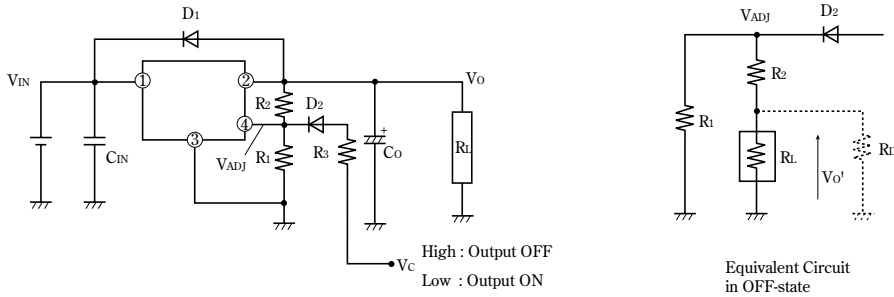 D1
VIN
1
2
VO
R2
D2
4
3
CIN
VADJ
R1
R3
+
CO
RL
VC
High : Output OFF
Low : Output ON
VADJ
D2
R2
R1
RL
VO'
Equivalent Circuit
in OFF-state